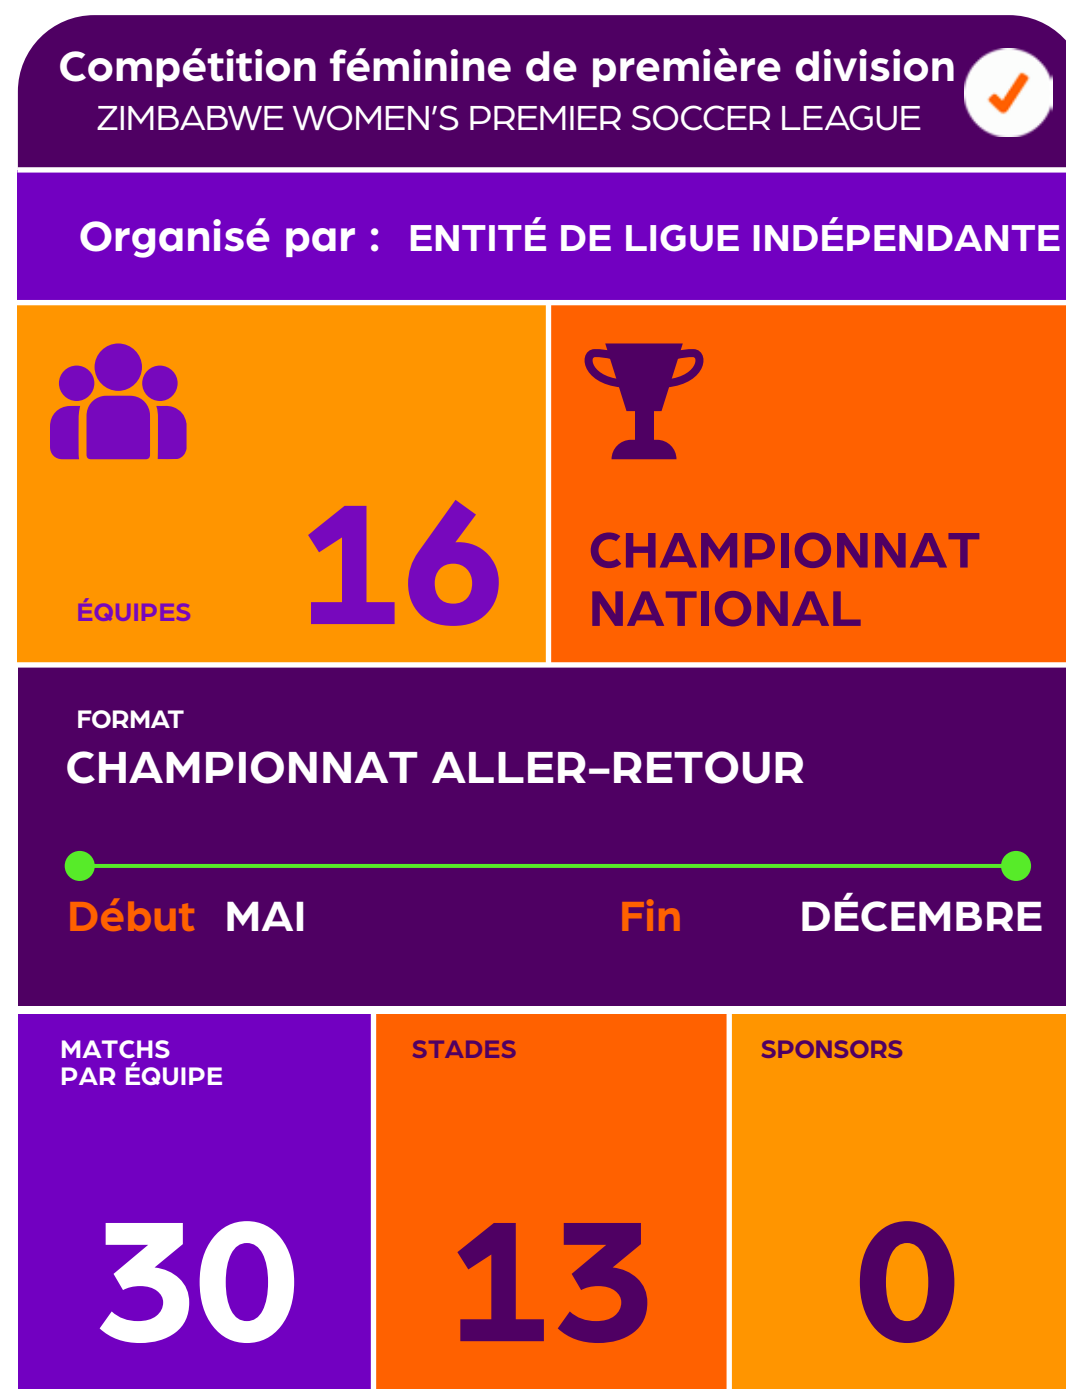 Compétition féminine de première division
ZIMBABWE WOMEN'S PREMIER SOCCER LEAGUE
Organisé par : ENTITÉ DE LIGUE INDÉPENDANTE
ÉQUIPES
16
CHAMPIONNAT
NATIONAL
FORMAT
CHAMPIONNAT ALLER-RETOUR
Début MAI
Fin DÉCEMBRE
MATCHS
PAR ÉQUIPE
30
STADES
13
SPONSORS
0